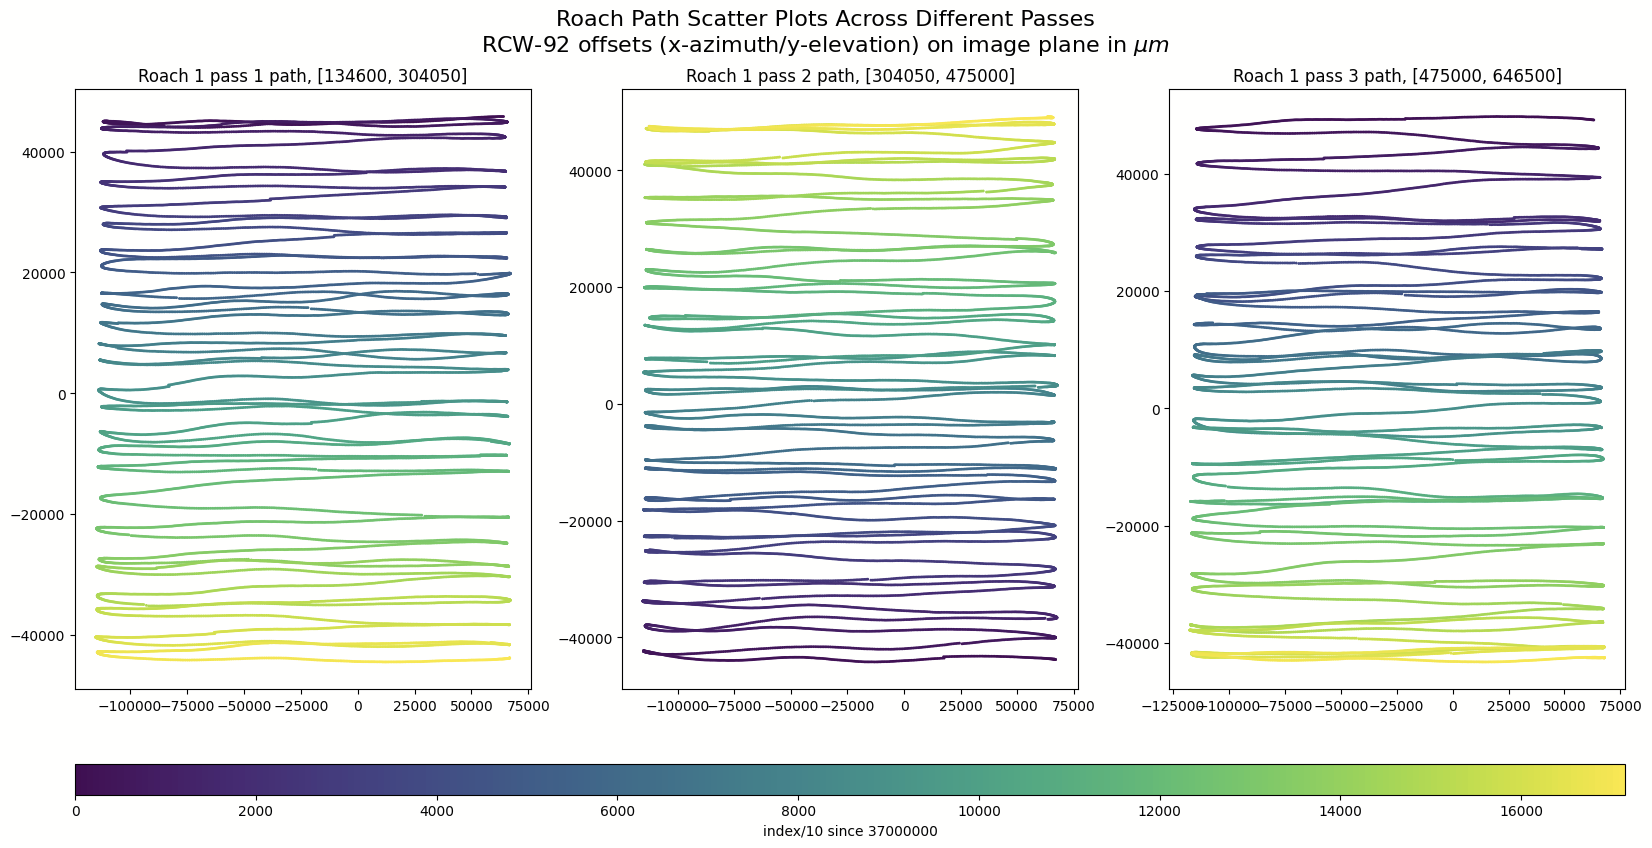 Roach Path Scatter Plots Across Different Passes
RCW-92 offsets (x-azimuth/y-elevation) on image plane in μm
Roach 1 pass 1 path, [134600, 304050]
Roach 1 pass 2 path, [304050, 475000]
Roach 1 pass 3 path, [475000, 646500]
40000
20000
0
−20000
−40000
−100000 −75000 −50000 −25000 0 25000 50000 75000
40000
20000
0
−20000
−40000
−100000 −75000 −50000 −25000 0 25000 50000 75000
40000
20000
0
−20000
−40000
−125000 −100000 −75000 −50000 −25000 0 25000 50000 75000
0 2000 4000 6000 8000 10000 12000 14000 16000
index/10 since 37000000